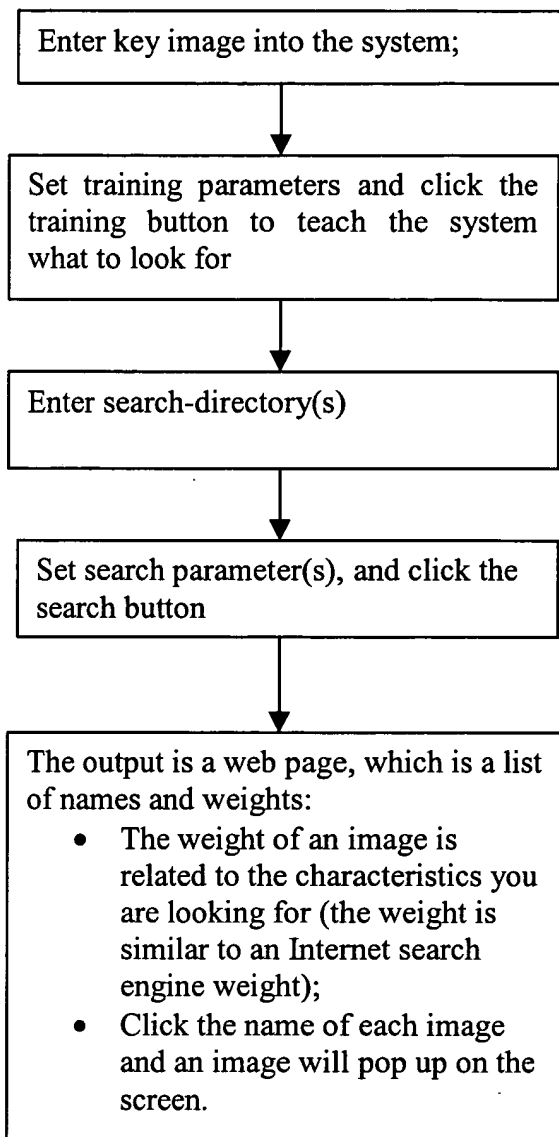 Enter key image into the system;
Set training parameters and click the
training button to teach the system
what to look for
Enter search-directory(s)
Set search parameter(s), and click the
search button
The output is a web page, which is a list
of names and weights:
• The weight of an image is
related to the characteristics you
are looking for (the weight is
similar to an Internet search
engine weight);
• Click the name of each image
and an image will pop up on the
screen.